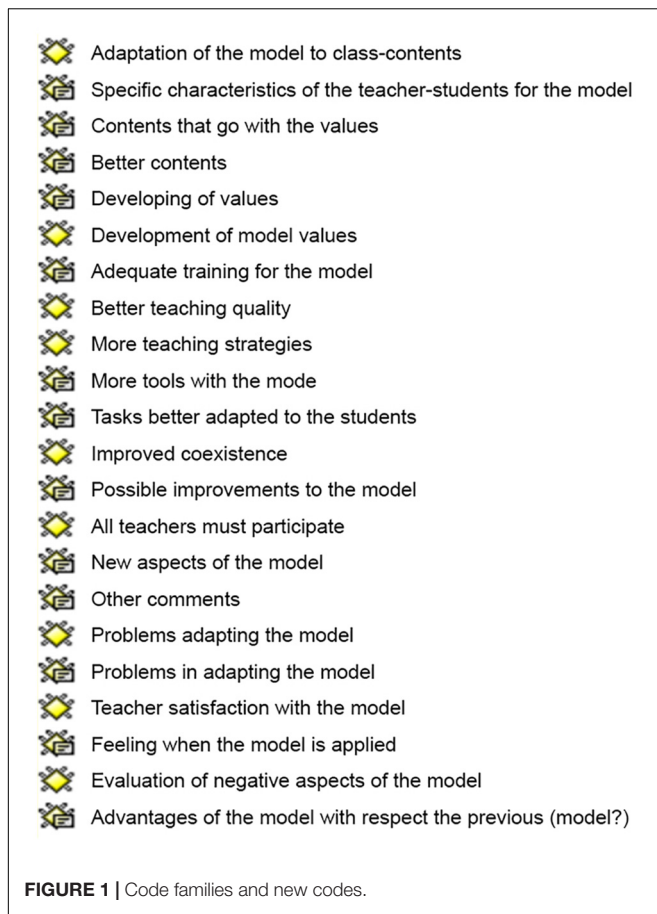 Adaptation of the model to class-contents
Specific characteristics of the teacher-students for the model
Contents that go with the values
Better contents
Developing of values
Development of model values
Adequate training for the model
Better teaching quality
More teaching strategies
More tools with the mode
Tasks better adapted to the students
Improved coexistence
Possible improvements to the model
All teachers must participate
New aspects of the model
Other comments
Problems adapting the model
Problems in adapting the model
Teacher satisfaction with the model
Feeling when the model is applied
Evaluation of negative aspects of the model
Advantages of the model with respect the previous (model?)
FIGURE 1 | Code families and new codes.